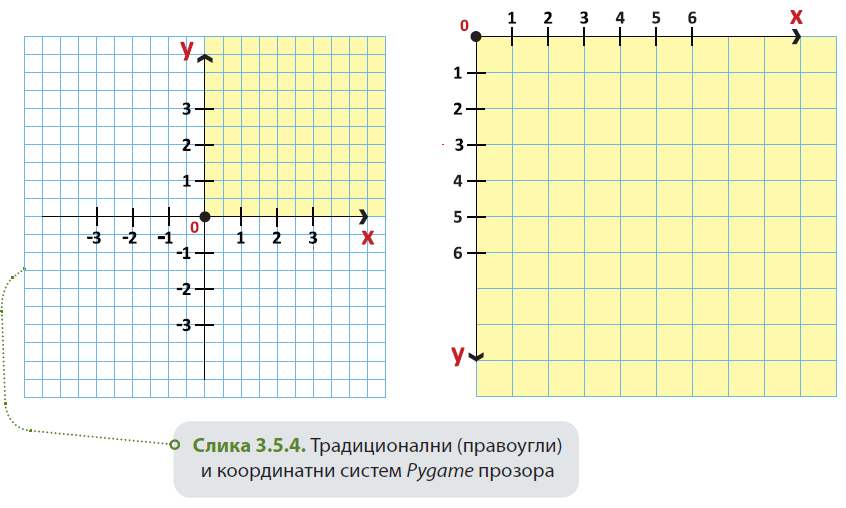 y
3
2
1
0
-3 -2 -1 1 2 3 x
-1
-2
-3
0 1 2 3 4 5 6 x
1
2
3
4
5
6
y
Слика 3.5.4. Традиционални (правоугли)
и координатни систем Pygame прозора